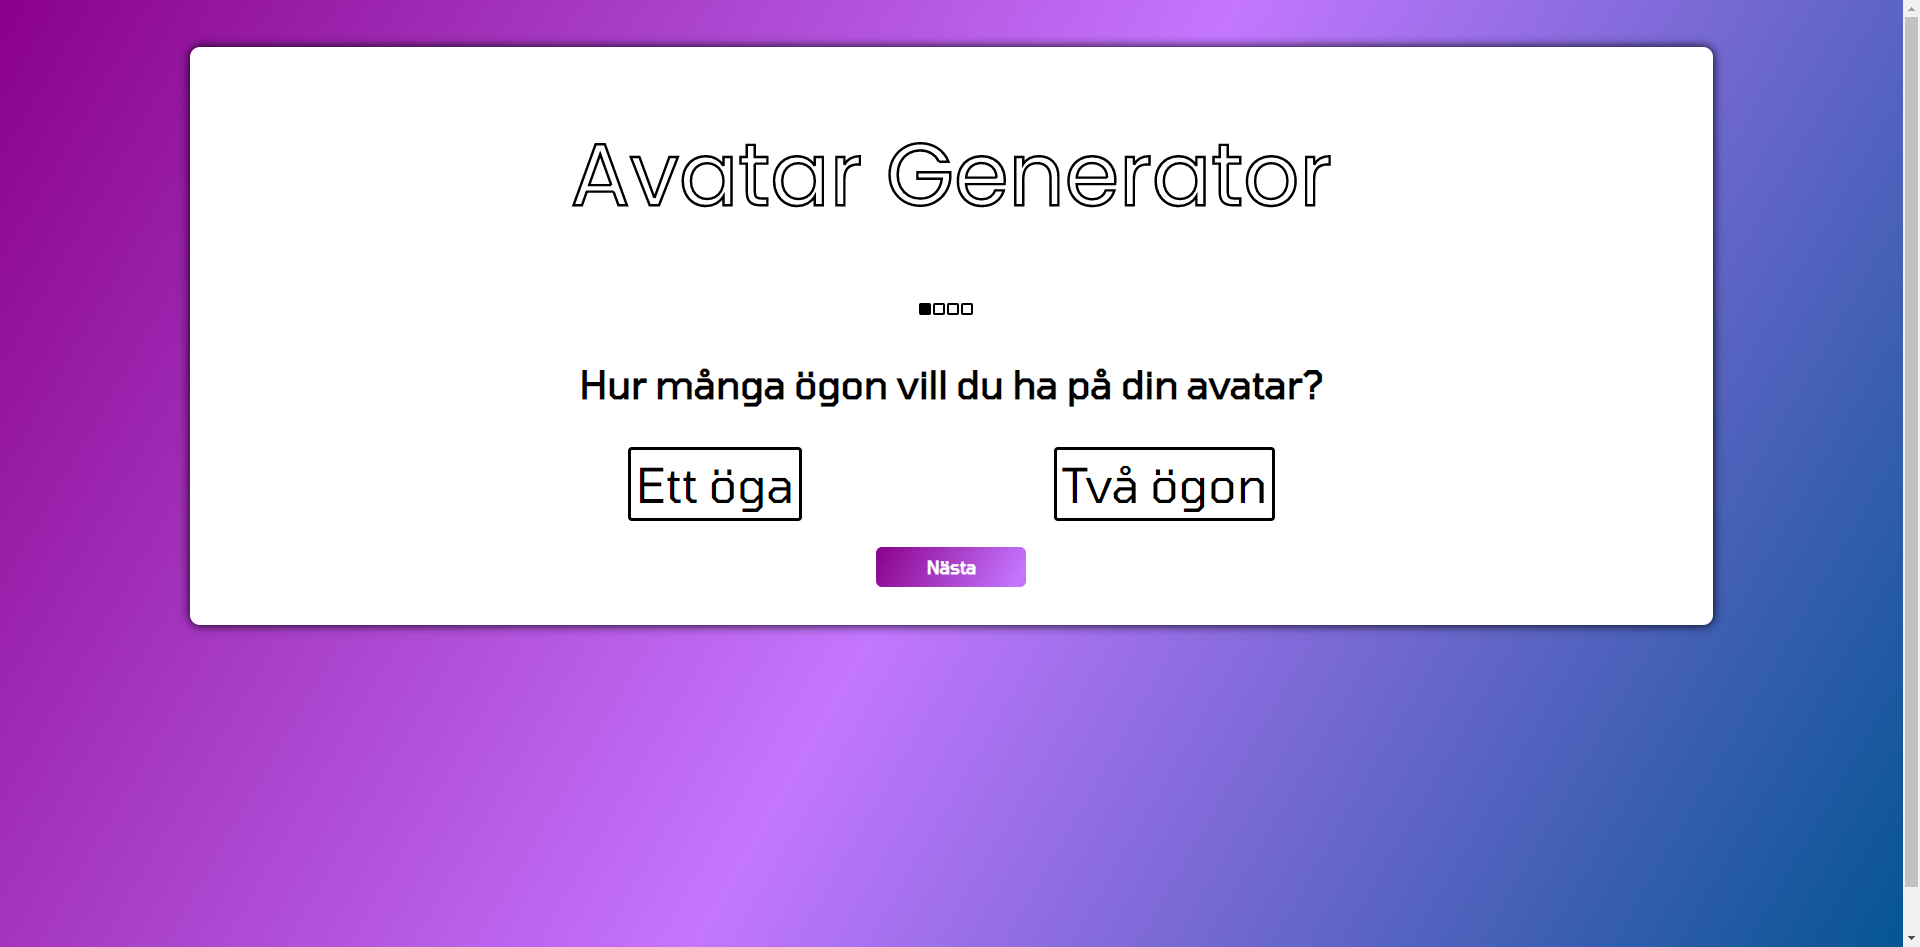 Avatar Generator
Hur många ögon vill du ha på din avatar?
Ett öga
Två ögon
Nästa